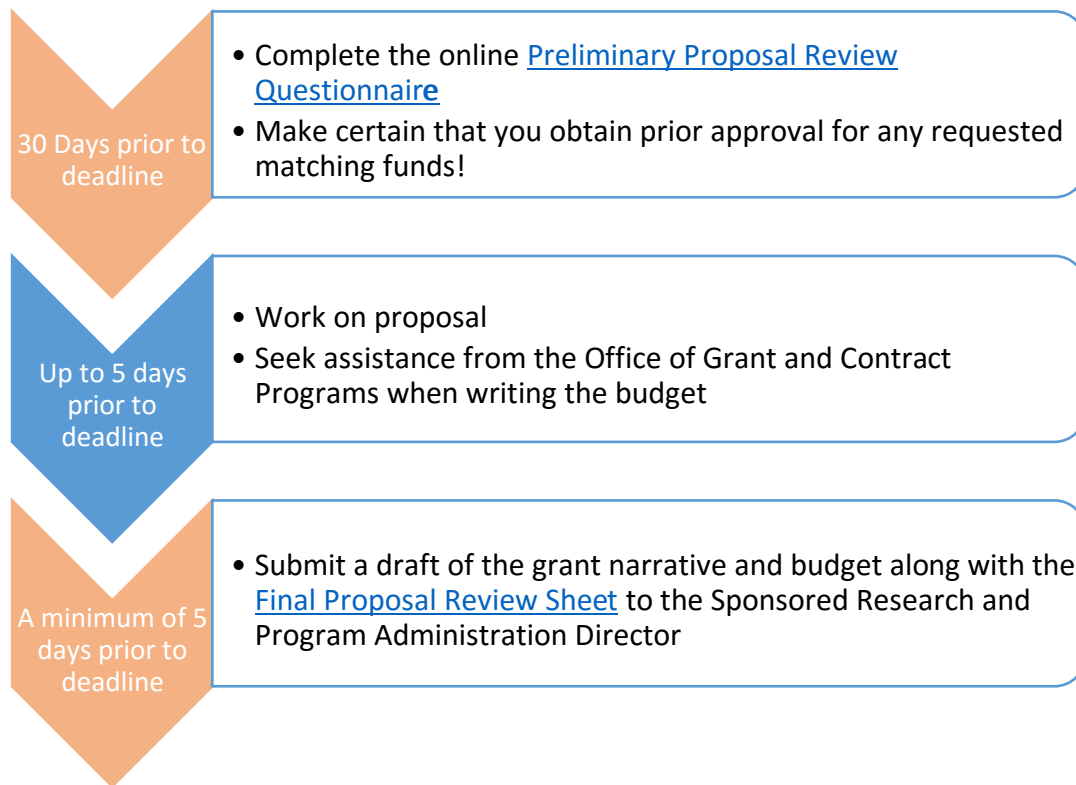 30 Days prior to
deadline
• Complete the online Preliminary Proposal Review
Questionnaire
• Make certain that you obtain prior approval for any requested
matching funds!
Up to 5 days
prior to
deadline
• Work on proposal
• Seek assistance from the Office of Grant and Contract
Programs when writing the budget
A minimum of 5
days prior to
deadline
• Submit a draft of the grant narrative and budget along with the
Final Proposal Review Sheet to the Sponsored Research and
Program Administration Director